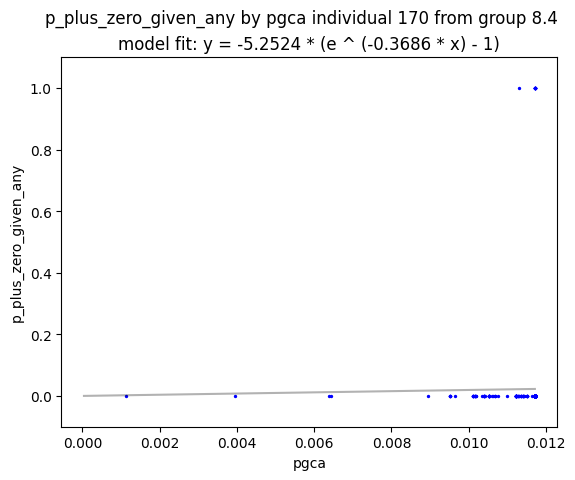 p_plus_zero_given_any by pgca individual 170 from group 8.4
model fit: y = -5.2524 * (e ^ (-0.3686 * x) - 1)
1.0
0.8
0.6
0.4
0.2
0.0
p_plus_zero_given_any
0.000 0.002 0.004 0.006 0.008 0.010 0.012
pgca